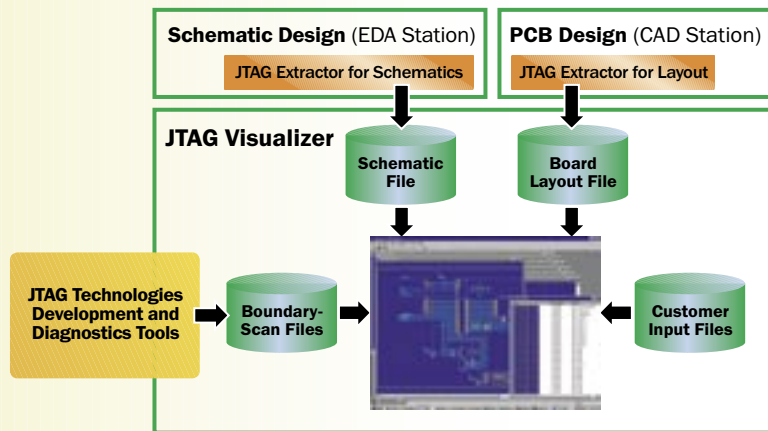 Schematic Design (EDA Station)
JTAG Extractor for Schematics
PCB Design (CAD Station)
JTAG Extractor for Layout
JTAG Visualizer
Schematic
File
Board
Layout File
JTAG Technologies
Development and
Diagnostics Tools
Boundary-
Scan Files
Customer
Input Files